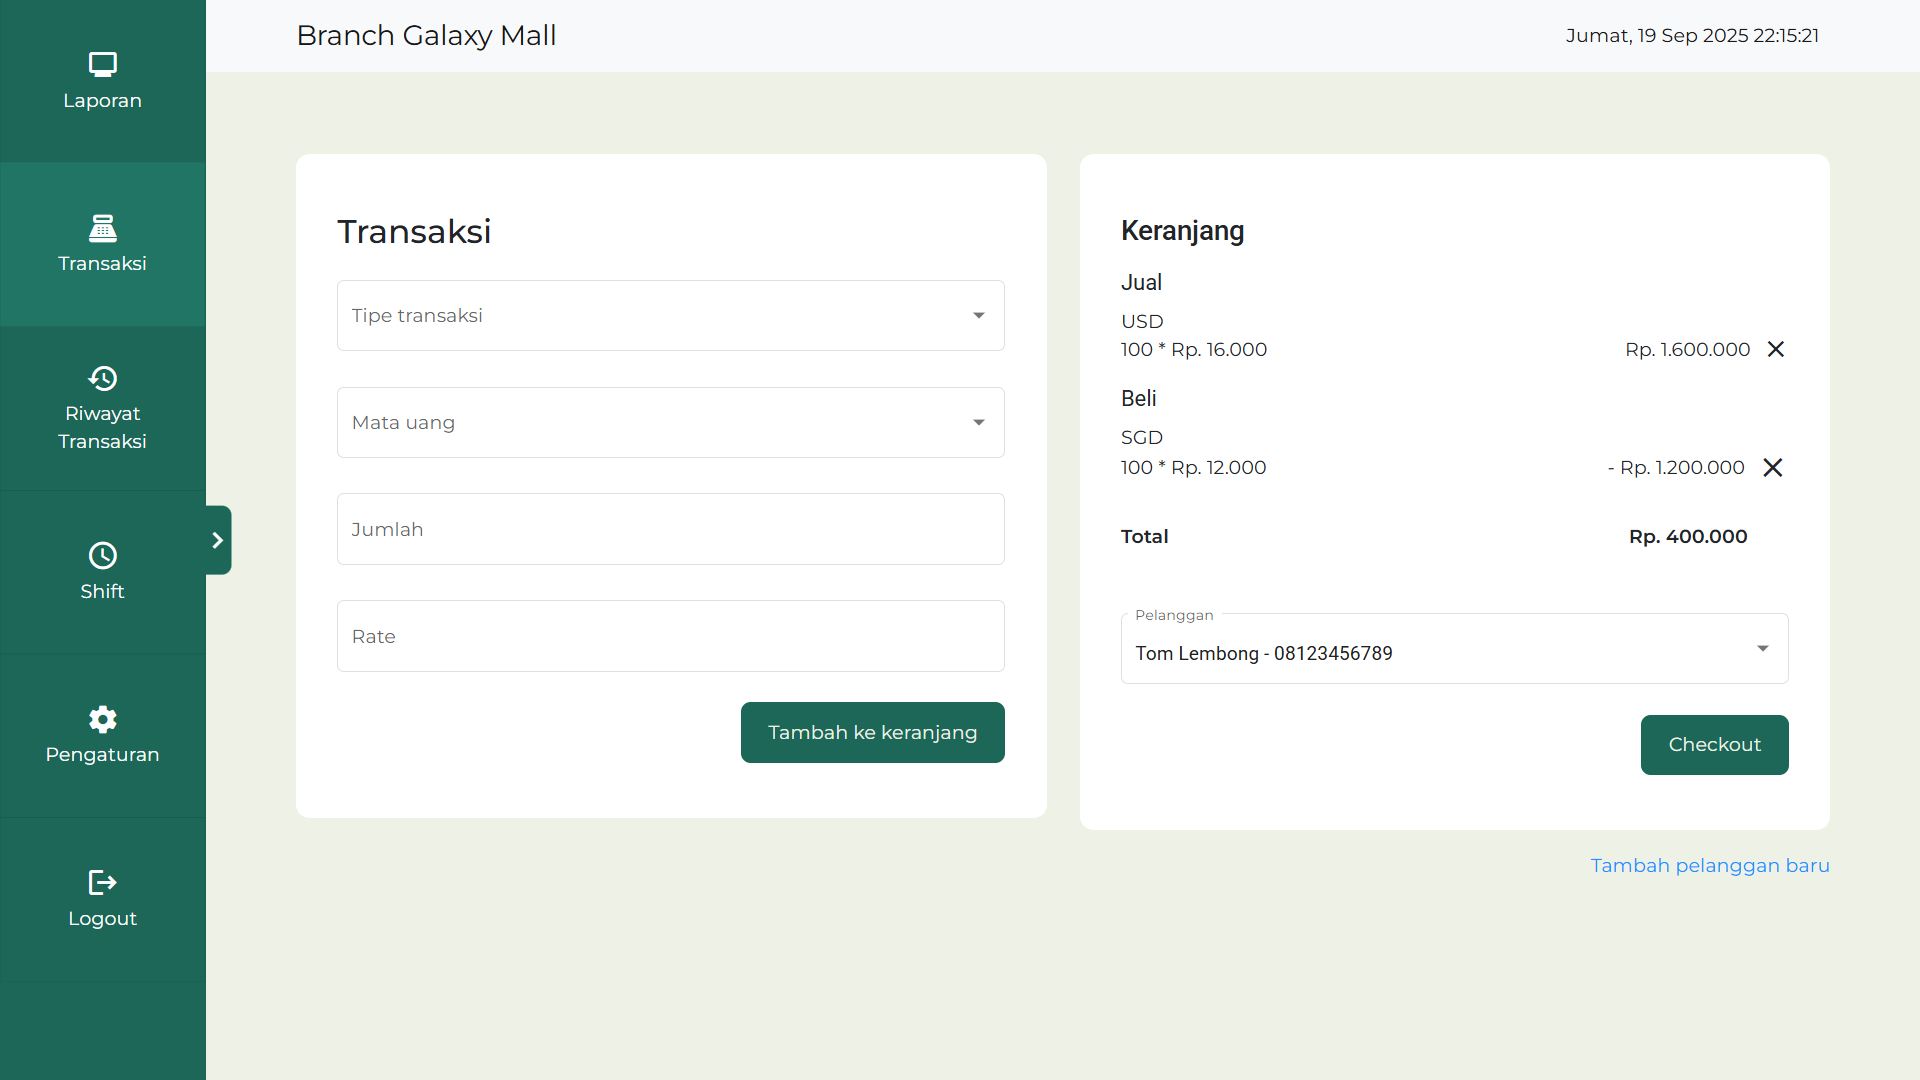 Laporan
Transaksi
Riwayat
Transaksi
Shift
Pengaturan
Logout
Branch Galaxy Mall
Jumat, 19 Sep 2025 22:15:21
Transaksi
Tipe transaksi
Mata uang
Jumlah
Rate
Tambah ke keranjang
Keranjang
Jual
USD
100 * Rp. 16.000 Rp. 1.600.000
Beli
SGD
100 * Rp. 12.000 - Rp. 1.200.000
Total Rp. 400.000
Pelanggan
Tom Lembong - 08123456789
Checkout
Tambah pelanggan baru